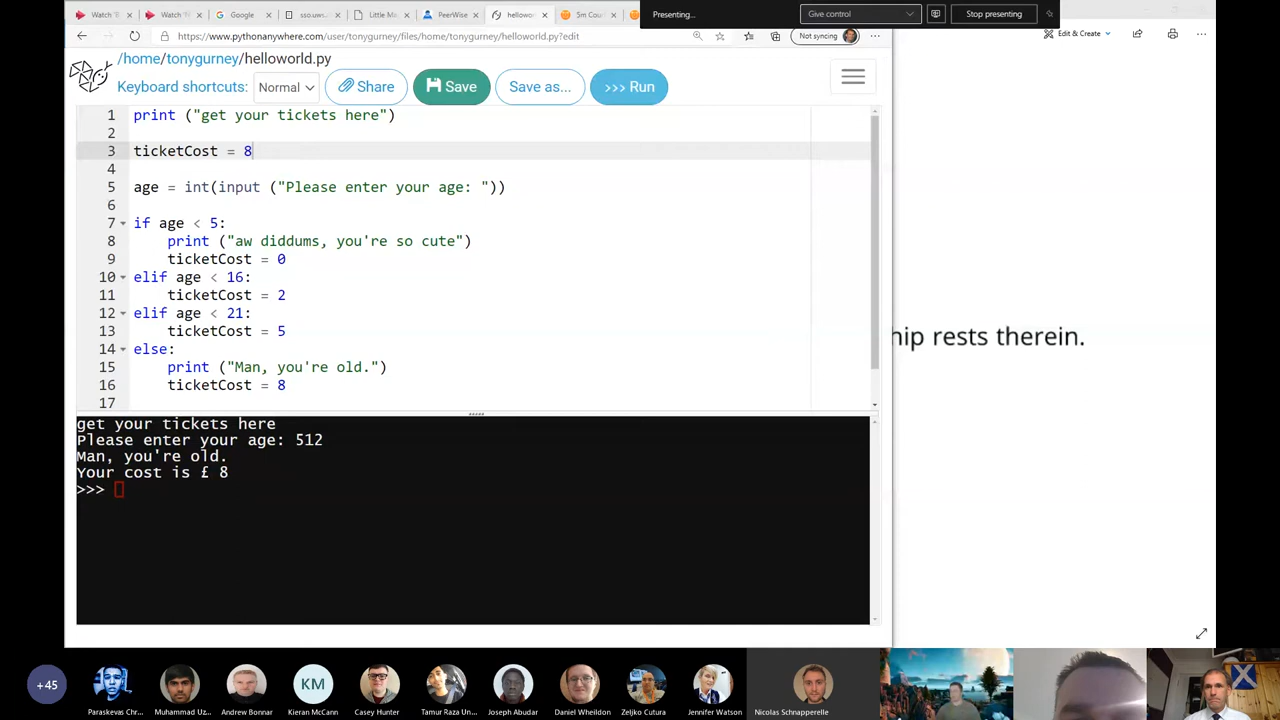 Watch "B
Watch "F
Google
sso.uws.
Little M
PeerWise
hellowor
5m Cour
Presenting...
Give control
Stop presenting
https://www.pythonanywhere.com/user/tonygurney/files/home/tonygurney/helloworld.py?edit
Not syncing
Edit & Create
/home/tonygurney/helloworld.py
Keyboard shortcuts:
Normal
Share
Save
Save as...
>>> Run
1 print ("get your tickets here")
2
3 ticketCost = 8
4
5 age = int(input ("Please enter your age: "))
6
7 if age < 5:
8 print ("aw diddums, you're so cute")
9 ticketCost = 0
10 elif age < 16:
11 ticketCost = 2
12 elif age < 21:
13 ticketCost = 5
14 else:
15 print ("Man, you're old.")
16 ticketCost = 8
17
hip rests therein.
get your tickets here
Please enter your age: 512
Man, you're old.
Your cost is £ 8
>>>
+45
KM
Paraskevas Chr...
Muhammad Uz...
Andrew Bonnar
Kieran McCann
Casey Hunter
Tamur Raza Un...
Joseph Abudar
Daniel Wheildon
Zeljko Cutura
Jennifer Watson
Nicolas Schnapperelle